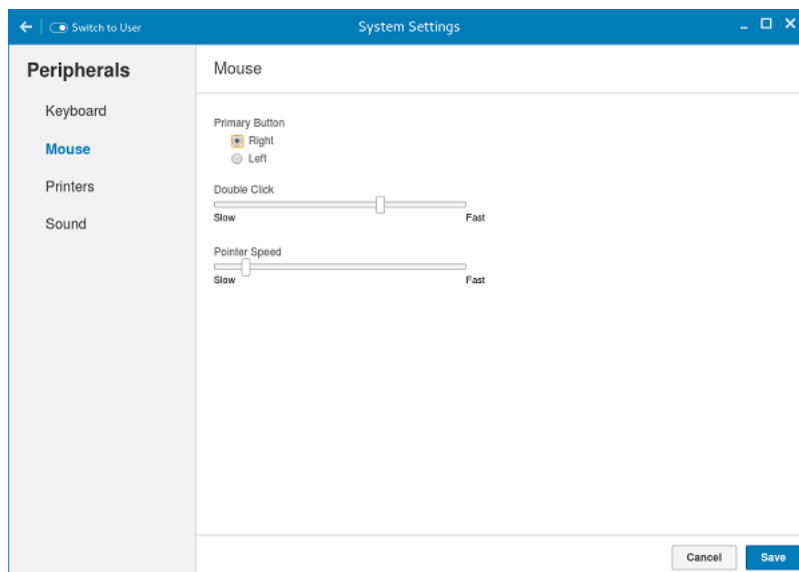 Switch to User
System Settings
Peripherals
Keyboard
Mouse
Printers
Sound
Mouse
Primary Button
Right
Left
Double Click
Slow Fast
Pointer Speed
Slow Fast
Cancel Save